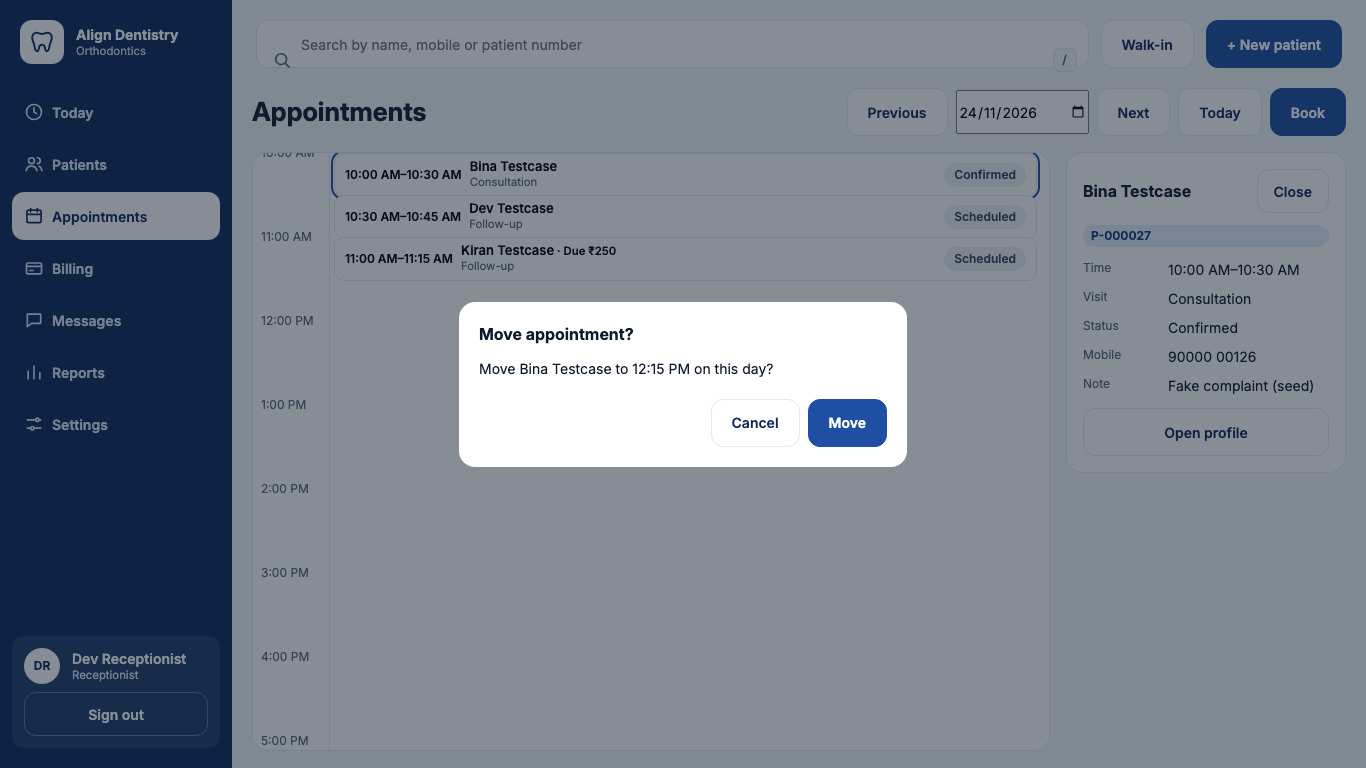 Align Dentistry
Orthodontics
Today
Patients
Appointments
Billing
Messages
Reports
Settings
DR
Dev Receptionist
Receptionist
Sign out
Search by name, mobile or patient number
/
Walk-in
+ New patient
Appointments
Previous
24/11/2026
Next
Today
Book
10:00 AM
10:00 AM–10:30 AM
Bina Testcase
Consultation
Confirmed
10:30 AM–10:45 AM
Dev Testcase
Follow-up
Scheduled
11:00 AM
11:00 AM–11:15 AM
Kiran Testcase · Due ₹250
Follow-up
Scheduled
12:00 PM
1:00 PM
2:00 PM
3:00 PM
4:00 PM
5:00 PM
Move appointment?
Move Bina Testcase to 12:15 PM on this day?
Cancel
Move
Bina Testcase
Close
P-000027
Time 10:00 AM–10:30 AM
Visit Consultation
Status Confirmed
Mobile 90000 00126
Note Fake complaint (seed)
Open profile